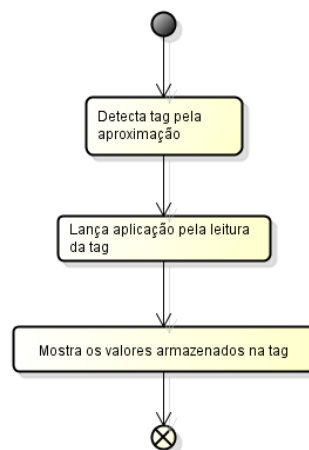 Detecta tag pela
aproximação
Lança aplicação pela leitura
da tag
Mostra os valores armazenados na tag